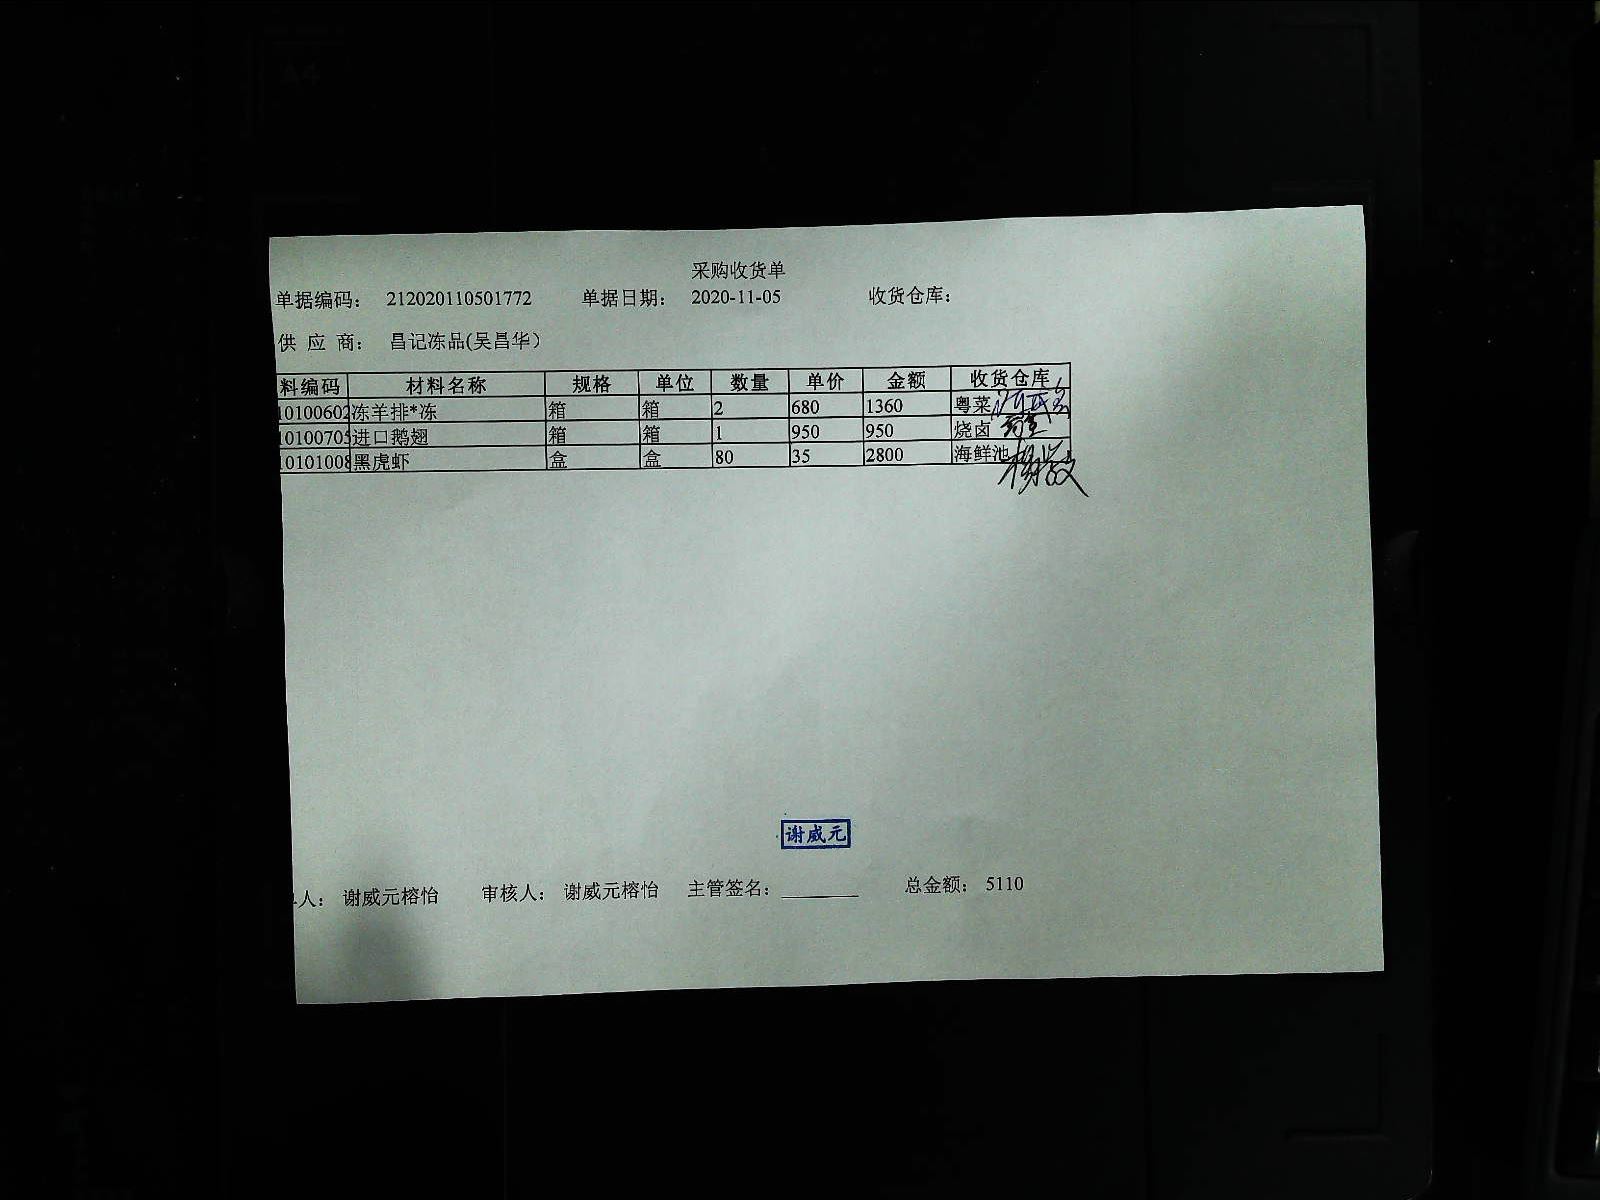 采购收货单
单据编码： 212020110501772 单据日期： 2020-11-05 收货仓库：
供 应 商： 昌记冻品(吴昌华)
料编码 材料名称 规格 单位 数量 单价 金额 收货仓库
10100602 冻羊排*冻 箱 箱 2 680 1360 粤菜
10100705 进口鹅翅 箱 箱 1 950 950 烧卤
10101008 黑虎虾 盒 盒 80 35 2800 海鲜池
谢威元
人： 谢威元榕怡 审核人： 谢威元榕怡 主管签名： 总金额： 5110